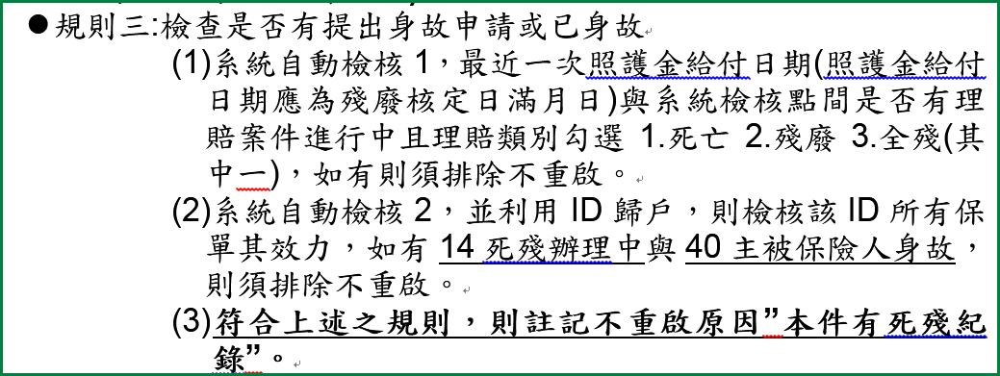 ●規則三:檢查是否有提出身故申請或已身故
(1)系統自動檢核1，最近一次照護金給付日期(照護金給付
日期應為殘廢核定日滿月日)與系統檢核點間是否有理
賠案件進行中且理賠類別勾選 1.死亡 2.殘廢 3.全殘(其
中一)，如有則須排除不重啟。
(2)系統自動檢核2，並利用 ID 歸戶，則檢核該 ID 所有保
單其效力，如有 14 死殘辦理中與 40 主被保險人身故，
則須排除不重啟。
(3)符合上述之規則，則註記不重啟原因”本件有死殘紀
錄”。